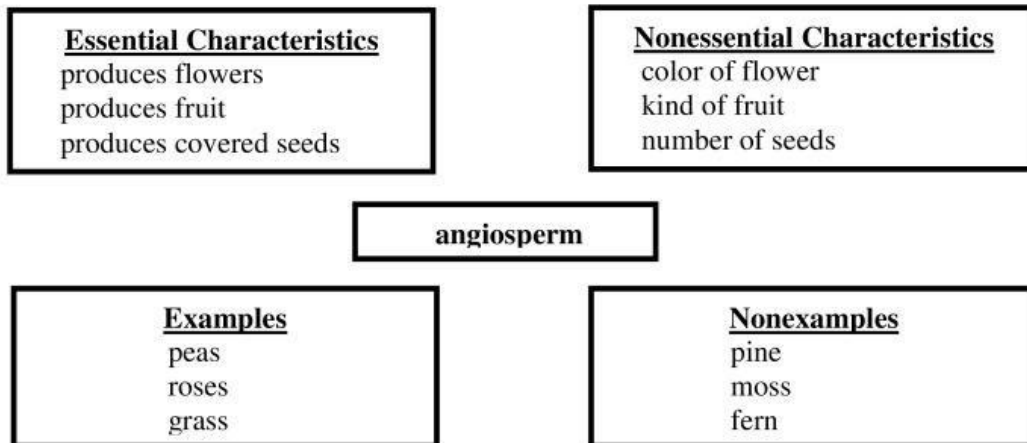 Essential Characteristics
produces flowers
produces fruit
produces covered seeds
Nonessential Characteristics
color of flower
kind of fruit
number of seeds
angiosperm
Examples
peas
roses
grass
Nonexamples
pine
moss
fern